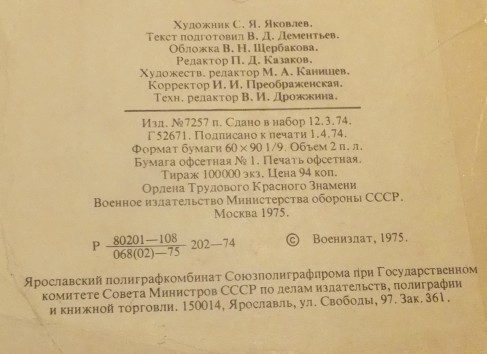 Художник С. Я. Яковлев.
Текст подготовил В. Д. Дементьев.
Обложка В. Н. Щербакова.
Редактор П. Д. Казаков.
Художеств. редактор М. А. Канищев.
Корректор И. И. Преображенская.
Техн. редактор В. И. Дрожжина.
Изд. №7257 п. Сдано в набор 12.3.74.
Г52671. Подписано к печати 1.4.74.
Формат бумаги 60 × 90 1/9. Объем 2 п. л.
Бумага офсетная № 1. Печать офсетная.
Тираж 100000 экз. Цена 94 коп.
Ордена Трудового Красного Знамени
Военное издательство Министерства обороны СССР.
Москва 1975.
Р 80201—108 / 068(02)—75 202—74 © Воениздат, 1975.
Ярославский полиграфкомбинат Союзполиграфпрома при Государственном
комитете Совета Министров СССР по делам издательств, полиграфии
и книжной торговли. 150014, Ярославль, ул. Свободы, 97. Зак. 361.